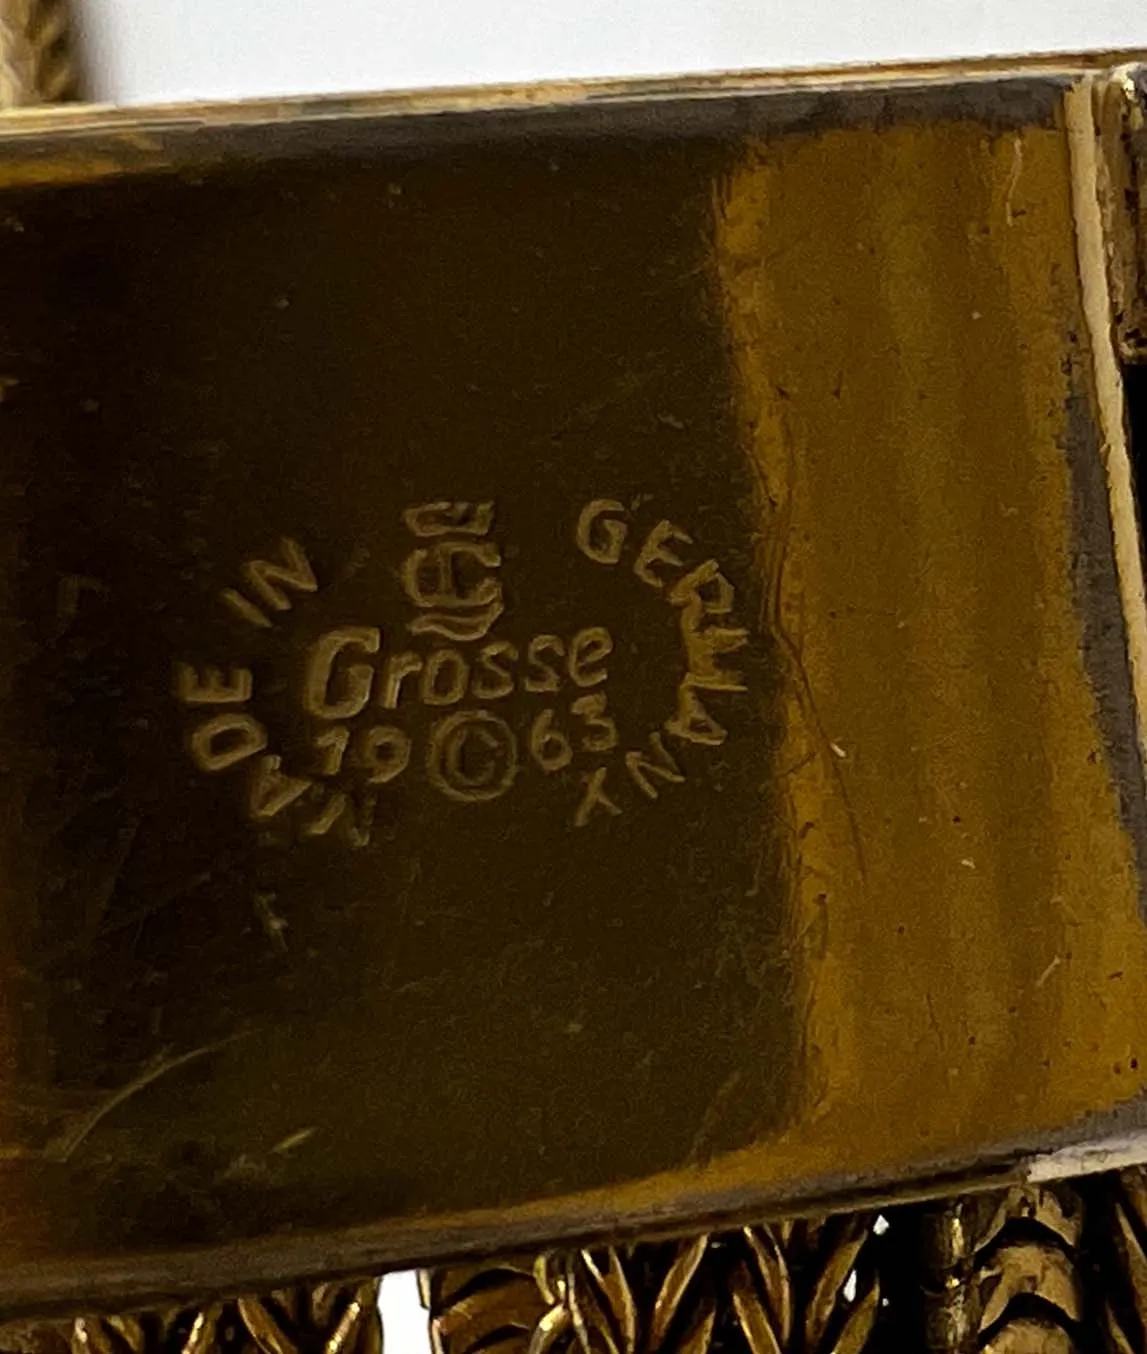 MADE IN GERMANY
Grosse
19 © 63